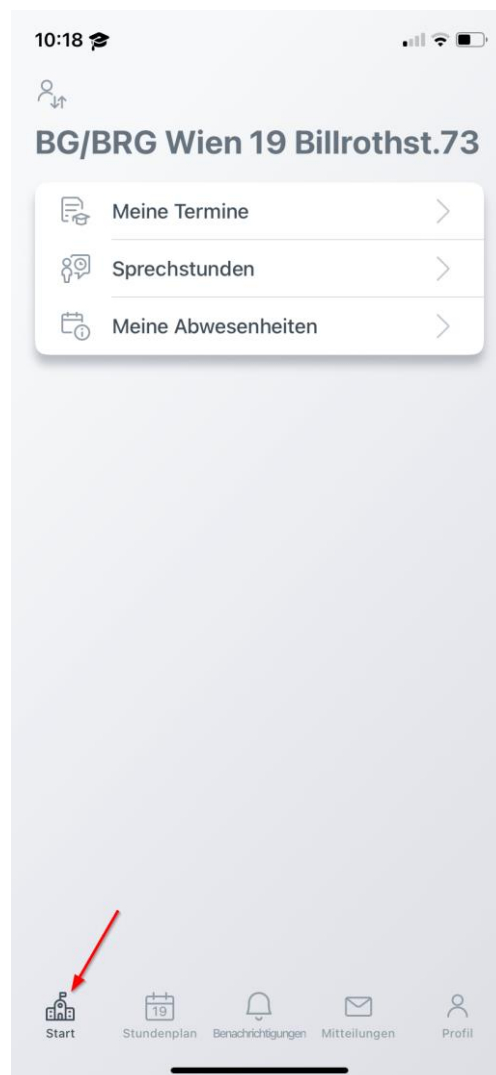 10:18
BG/BRG Wien 19 Billrothst.73
Meine Termine
Sprechstunden
Meine Abwesenheiten
19
Start Stundenplan Benachrichtigungen Mitteilungen Profil